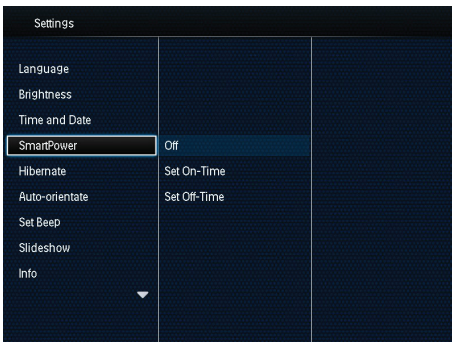 Settings
Language
Brightness
Time and Date
SmartPower
Hibernate
Auto-orientate
Set Beep
Slideshow
Info
Off
Set On-Time
Set Off-Time